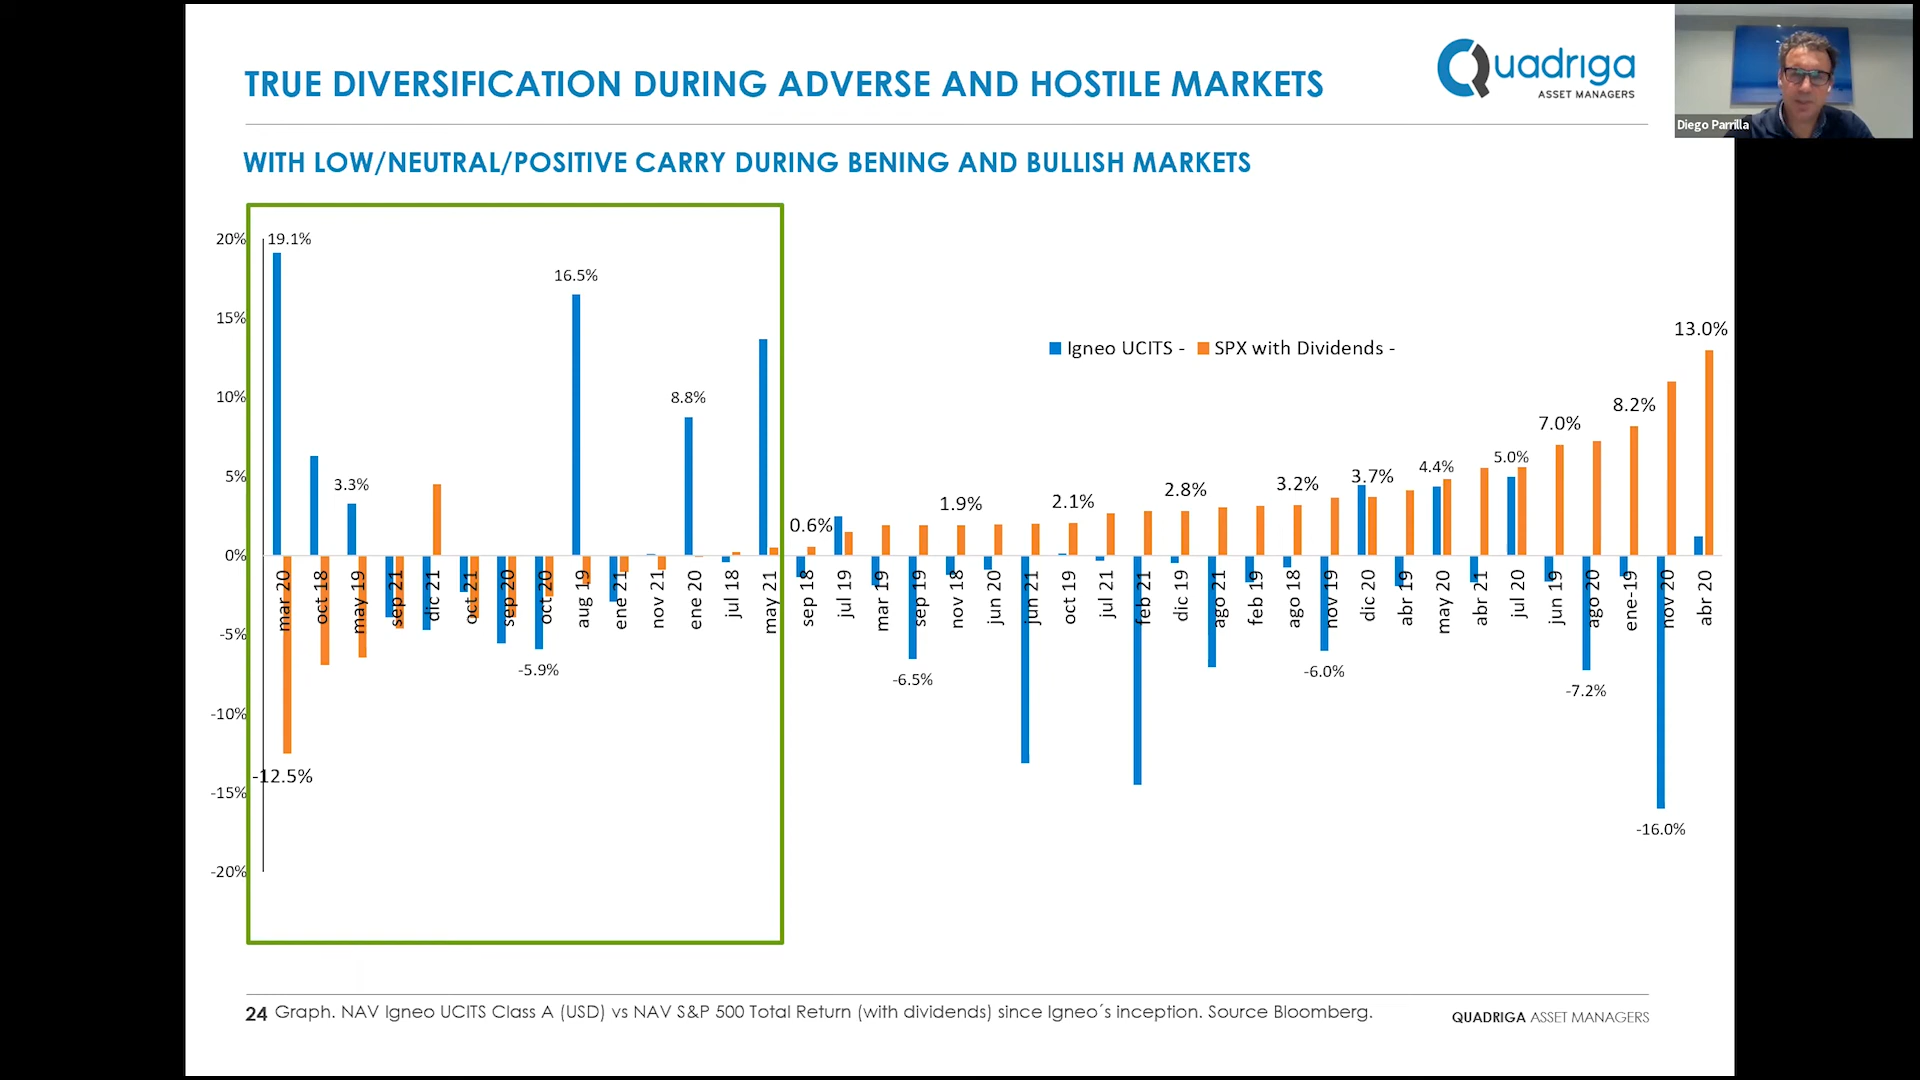 TRUE DIVERSIFICATION DURING ADVERSE AND HOSTILE MARKETS
Quadriga
ASSET MANAGERS
Diego Parrilla
WITH LOW/NEUTRAL/POSITIVE CARRY DURING BENING AND BULLISH MARKETS
20%
15%
10%
5%
0%
-5%
-10%
-15%
-20%
19.1%
3.3%
-12.5%
-5.9%
16.5%
8.8%
0.6%
-6.5%
1.9%
2.1%
2.8%
3.2%
-6.0%
3.7%
4.4%
5.0%
7.0%
-7.2%
8.2%
-16.0%
13.0%
Igneo UCITS -
SPX with Dividends -
mar 20
oct 18
may 19
sep 21
dic 21
oct 21
sep 20
oct 20
aug 19
ene 21
nov 21
ene 20
jul 18
may 21
sep 18
jul 19
mar 19
sep 19
nov 18
jun 20
jun 21
oct 19
jul 21
feb 21
dic 19
ago 21
feb 19
ago 18
nov 19
dic 20
abr 19
may 20
abr 21
jul 20
jun 19
ago 20
ene-19
nov 20
abr 20
24 Graph. NAV Igneo UCITS Class A (USD) vs NAV S&P 500 Total Return (with dividends) since Igneo´s inception. Source Bloomberg.
QUADRIGA ASSET MANAGERS